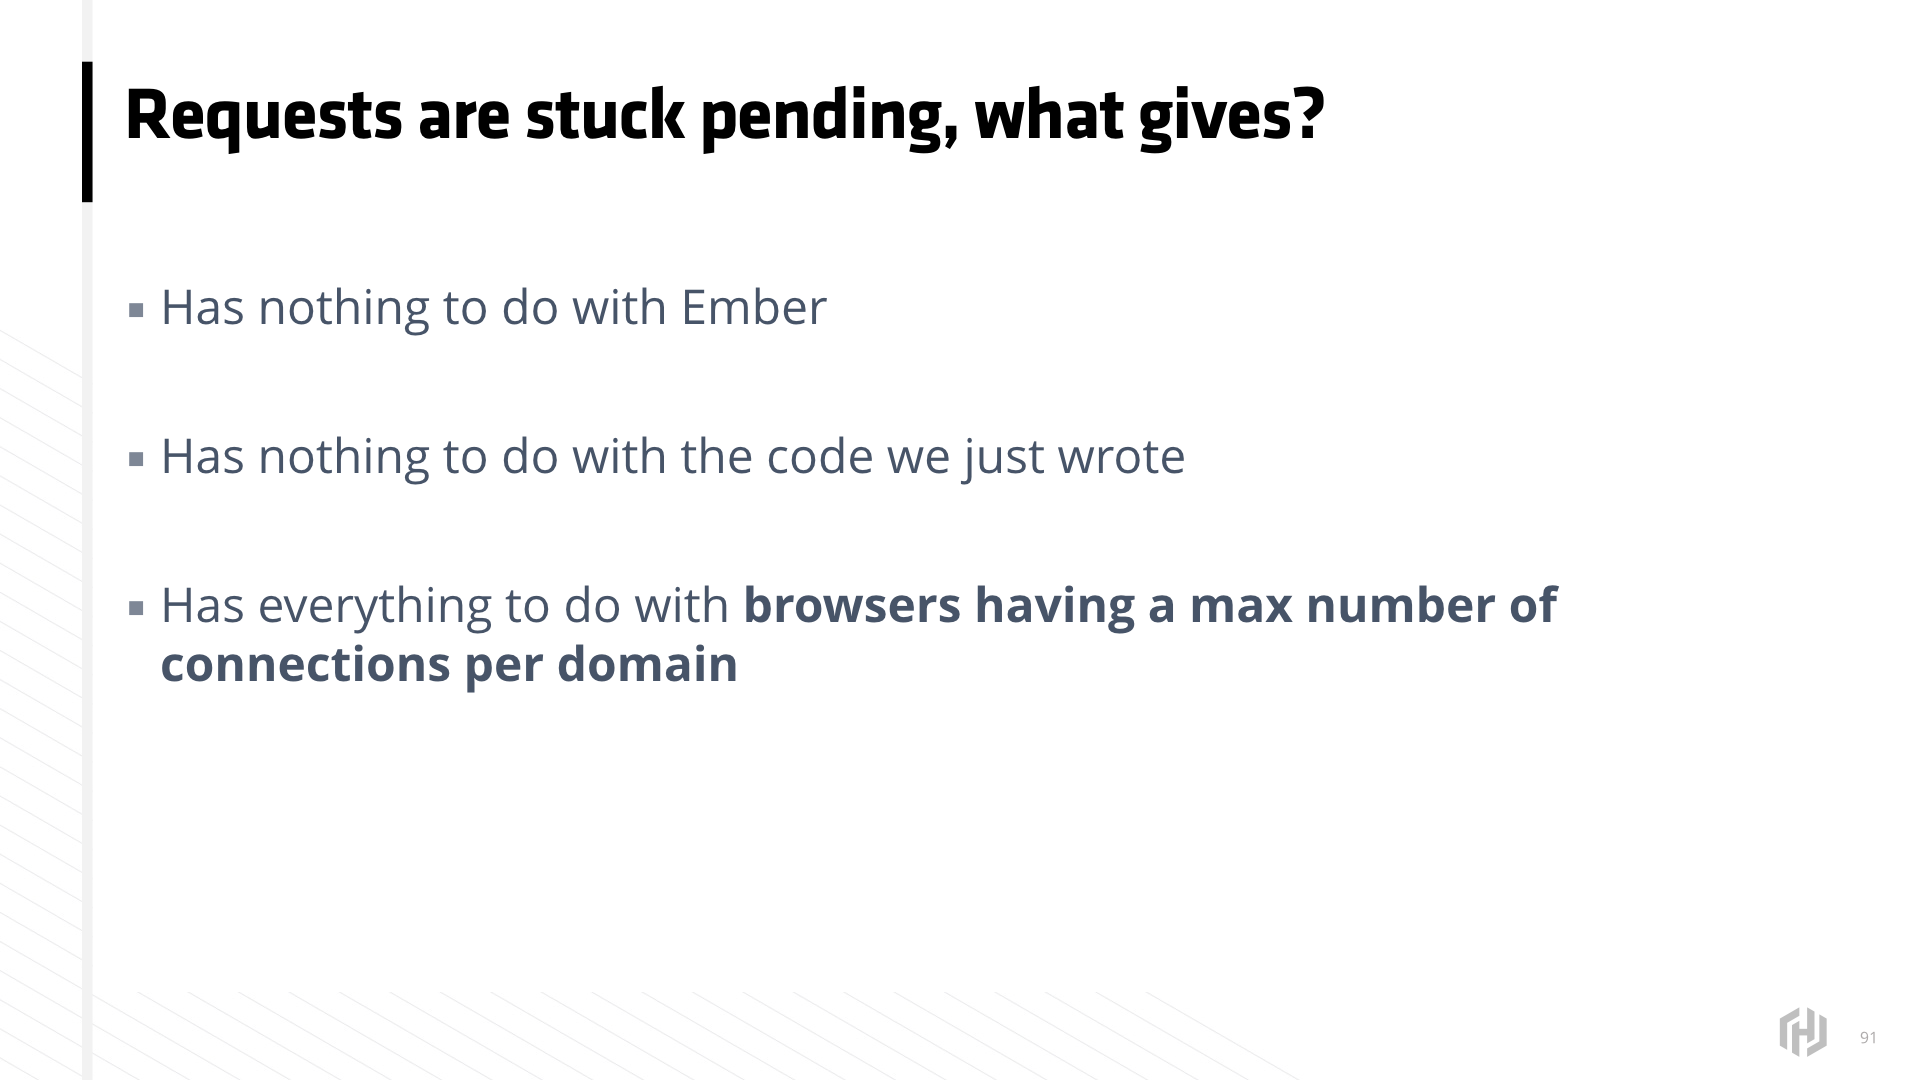 Requests are stuck pending, what gives?
▪ Has nothing to do with Ember
▪ Has nothing to do with the code we just wrote
▪ Has everything to do with browsers having a max number of
connections per domain
91